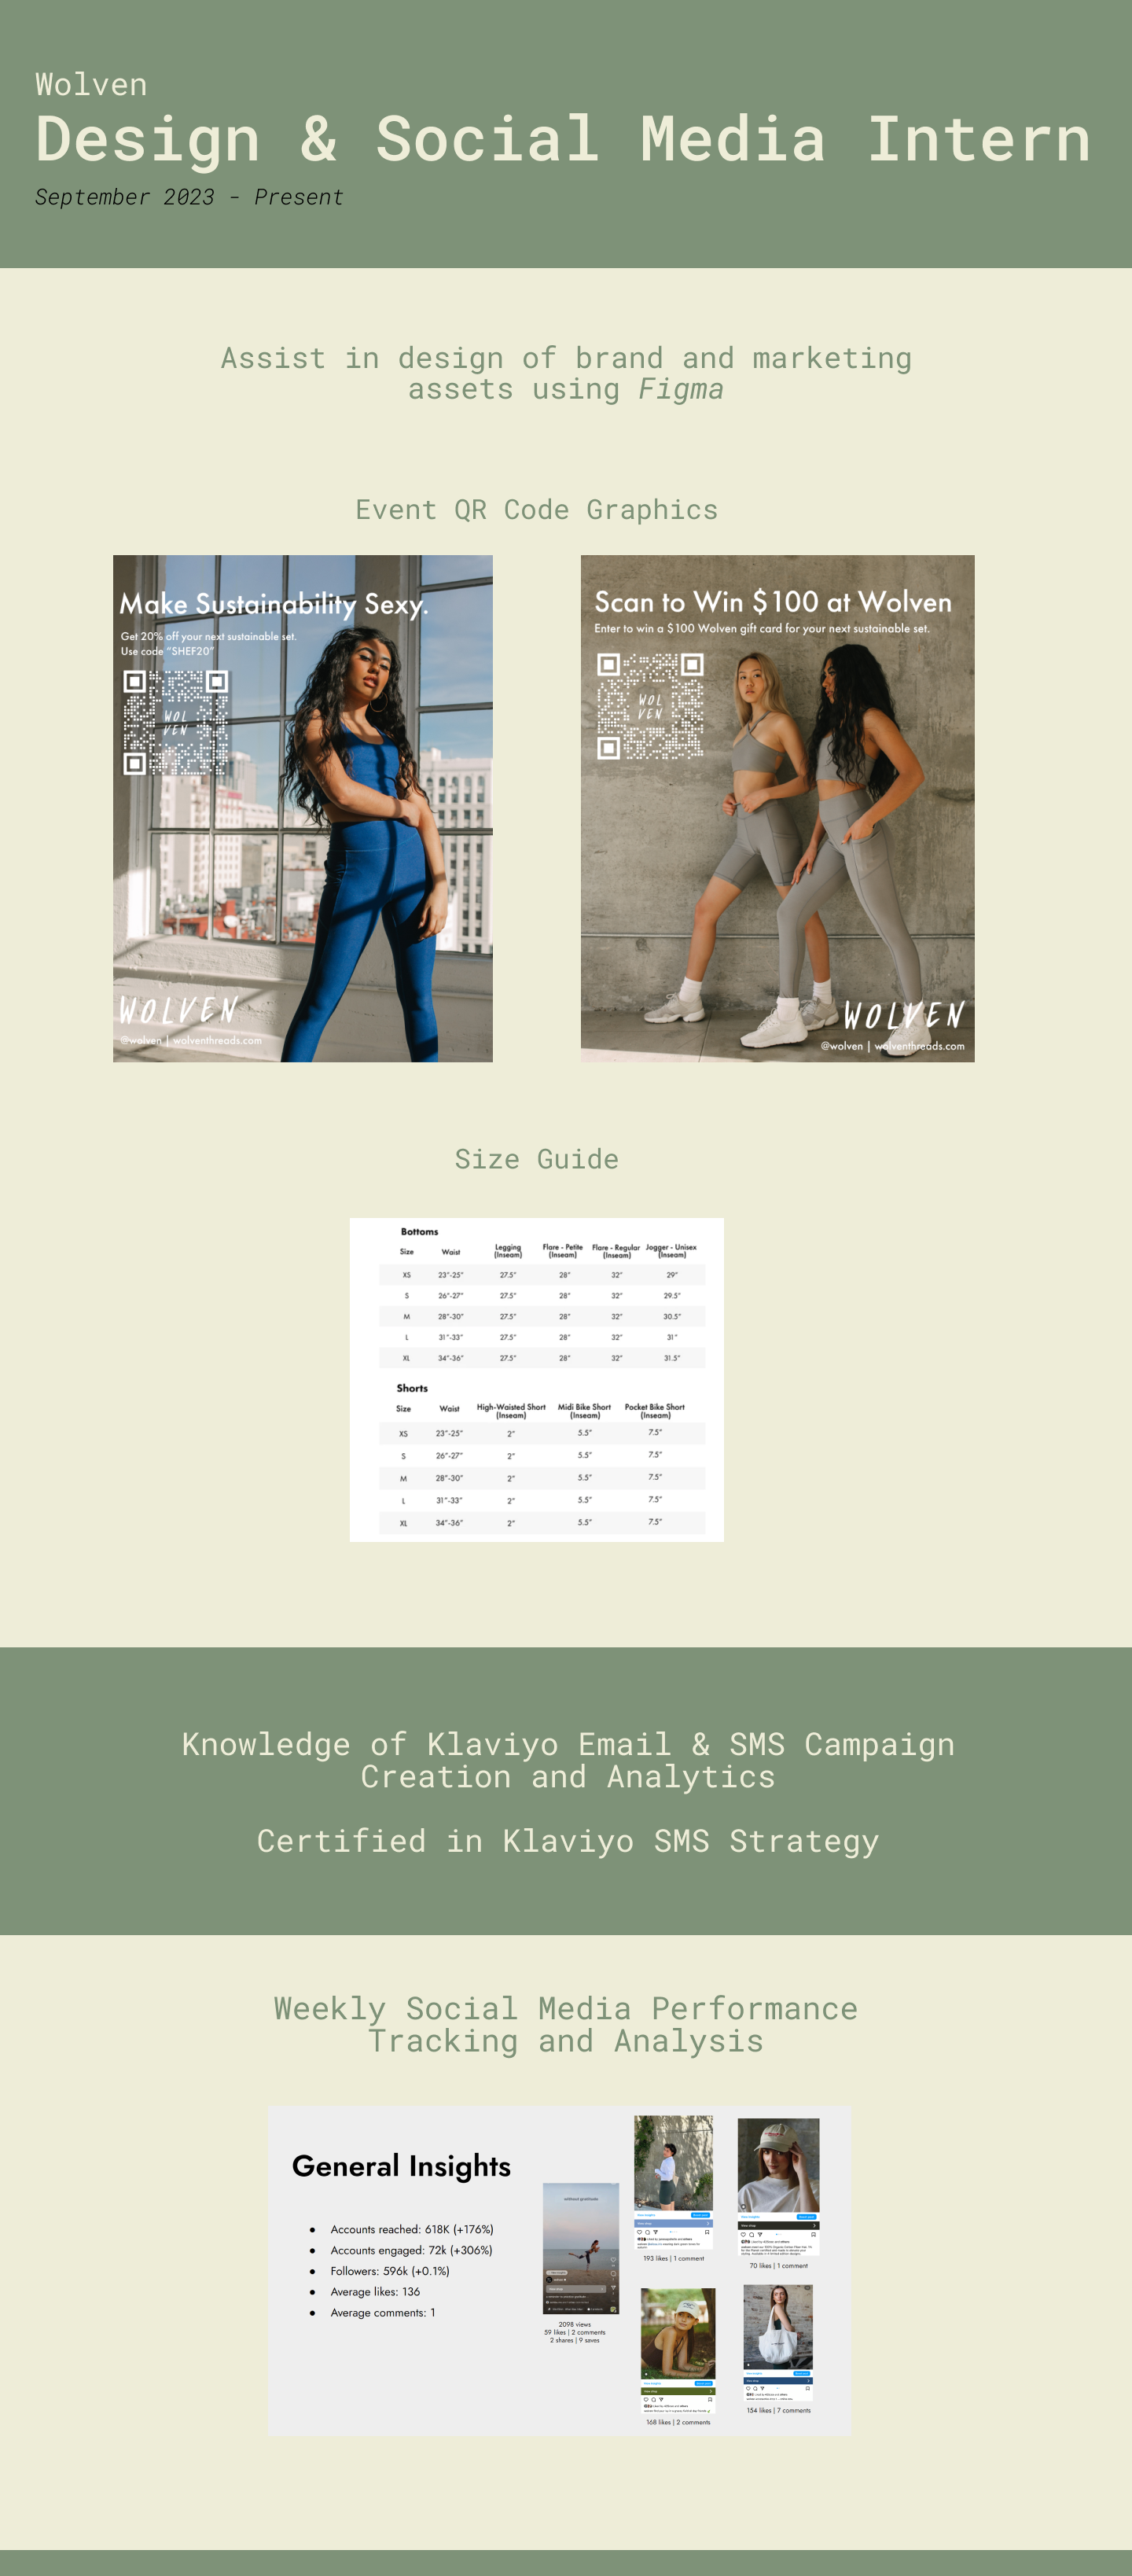 Wolven
Design & Social Media Intern
September 2023 - Present
Assist in design of brand and marketing
assets using Figma
Event QR Code Graphics
Make Sustainability Sexy.
Get 20% off your next sustainable set.
Use code "SHEF20"
WOL
VEN
WOLVEN
@wolven | wolventhreads.com
Scan to Win $100 at Wolven
Enter to win a $100 Wolven gift card for your next sustainable set.
WOL
VEN
WOLVEN
@wolven | wolventhreads.com
Size Guide
Bottoms
Size Waist Legging (Inseam) Flare - Petite (Inseam) Flare - Regular (Inseam) Jogger - Unisex (Inseam)
XS 23"-25" 27.5" 28" 32" 29"
S 26"-27" 27.5" 28" 32" 29.5"
M 28"-30" 27.5" 28" 32" 30.5"
L 31"-33" 27.5" 28" 32" 31"
XL 34"-36" 27.5" 28" 32" 31.5"
Shorts
Size Waist High-Waisted Short (Inseam) Midi Bike Short (Inseam) Pocket Bike Short (Inseam)
XS 23"-25" 2" 5.5" 7.5"
S 26"-27" 2" 5.5" 7.5"
M 28"-30" 2" 5.5" 7.5"
L 31"-33" 2" 5.5" 7.5"
XL 34"-36" 2" 5.5" 7.5"
Knowledge of Klaviyo Email & SMS Campaign
Creation and Analytics
Certified in Klaviyo SMS Strategy
Weekly Social Media Performance
Tracking and Analysis
General Insights
● Accounts reached: 618K (+176%)
● Accounts engaged: 72k (+306%)
● Followers: 596k (+0.1%)
● Average likes: 136
● Average comments: 1
without gratitude
2098 views
59 likes | 2 comments
2 shares | 9 saves
193 likes | 1 comment
70 likes | 1 comment
168 likes | 2 comments
154 likes | 7 comments